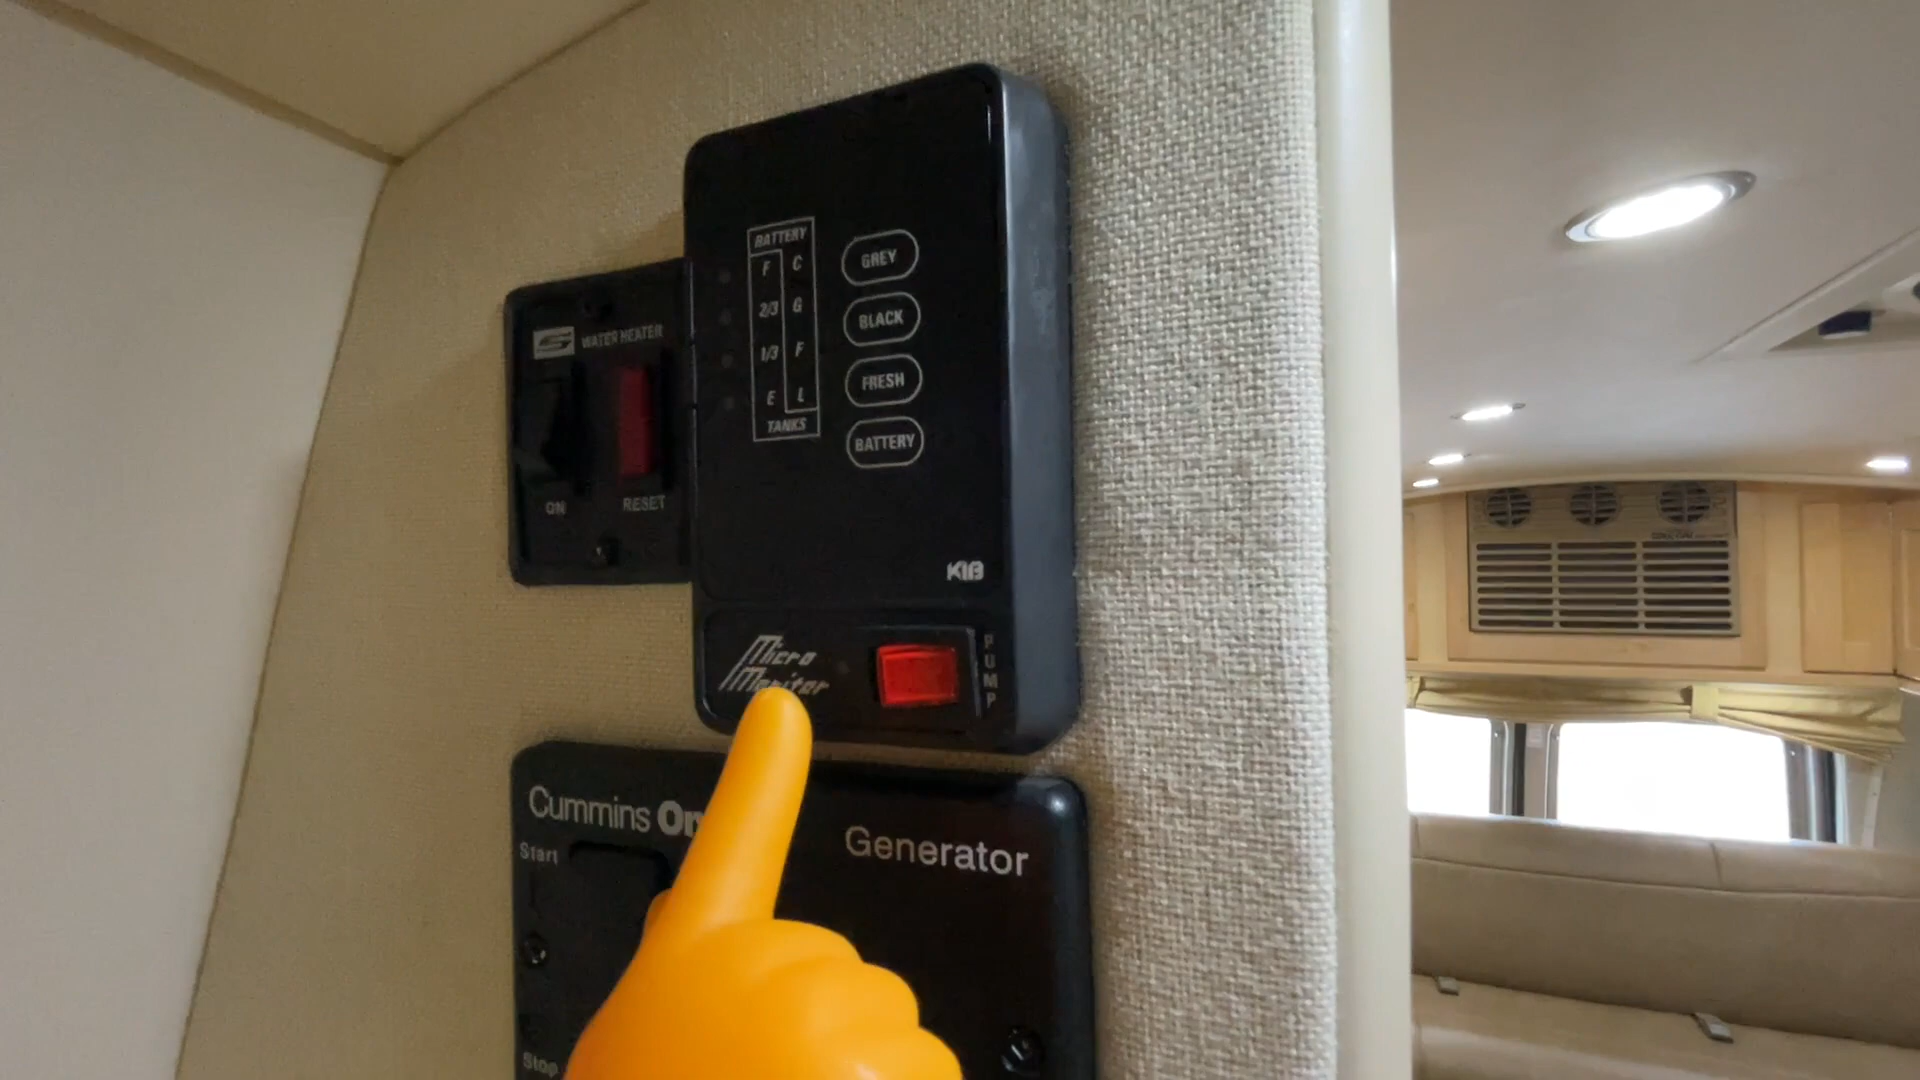 BATTERY
F C
2/3 G
1/3 F
E L
TANKS
GREY
BLACK
FRESH
BATTERY
WATER HEATER
ON RESET
KIB
Micro
Monitor
PUMP
Cummins
Generator
Start
Stop